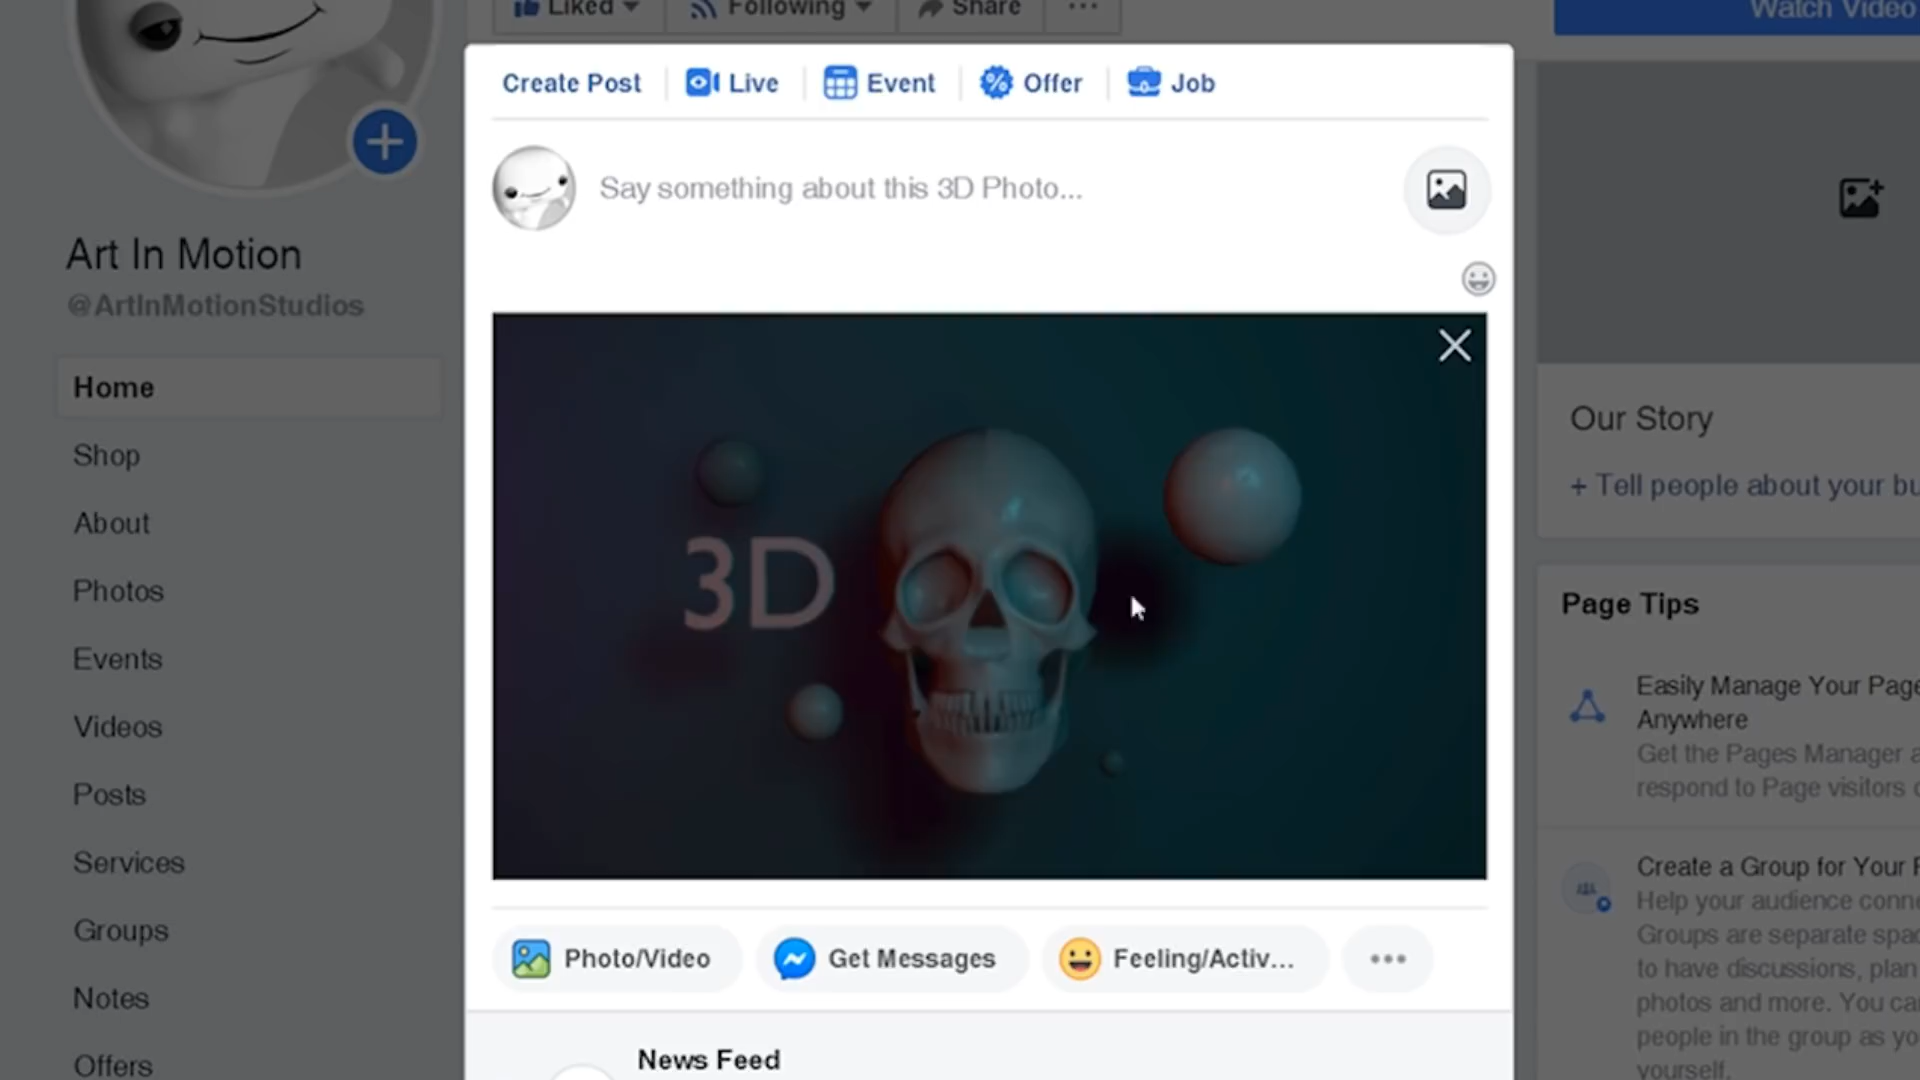 Liked
Following
Share
Watch Video
Create Post
Live
Event
Offer
Job
Say something about this 3D Photo...
Art In Motion
@ArtInMotionStudios
Home
Shop
About
Photos
Events
Videos
Posts
Services
Groups
Notes
Offers
3D
Photo/Video
Get Messages
Feeling/Activ...
News Feed
Our Story
+ Tell people about your bu
Page Tips
Easily Manage Your Page
Anywhere
Get the Pages Manager a
respond to Page visitors
Create a Group for Your
Help your audience conne
Groups are separate spac
to have discussions, plan
photos and more. You ca
people in the group as yo
yourself.